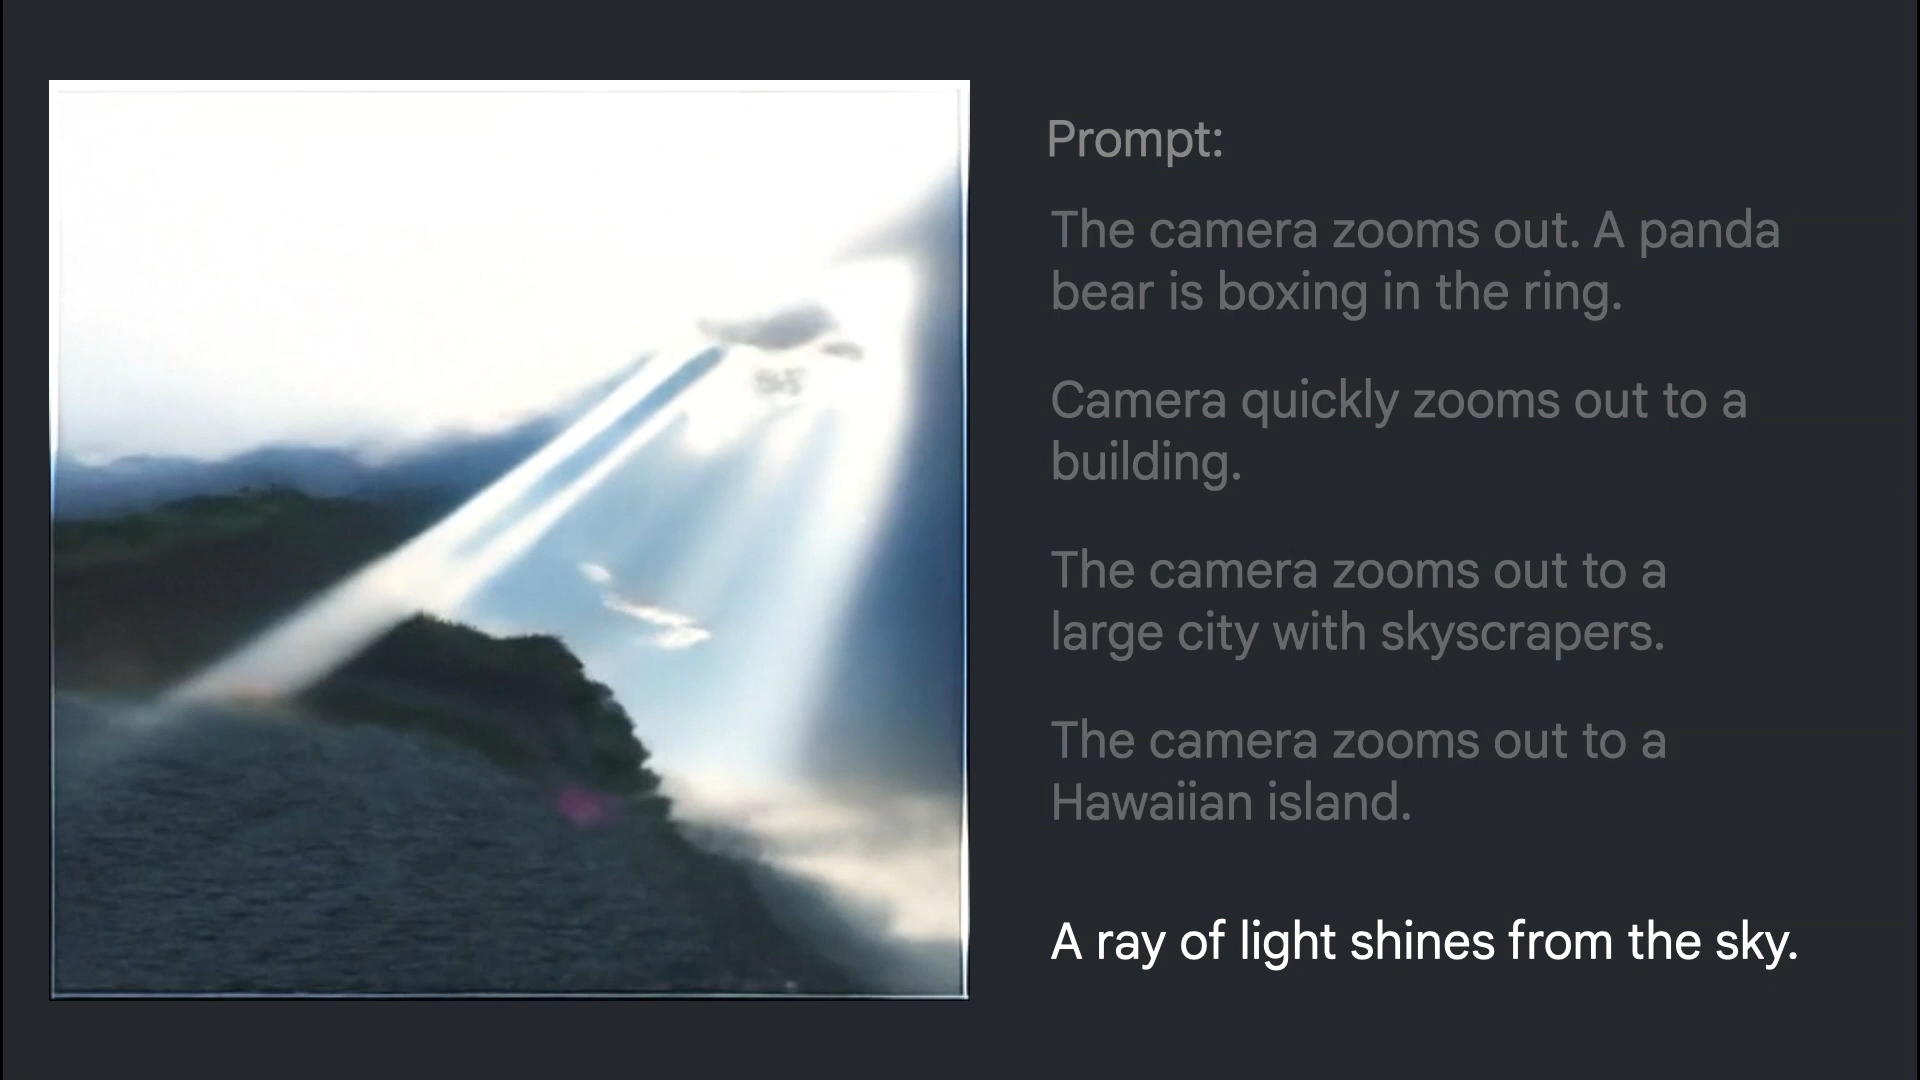 Prompt:
The camera zooms out. A panda
bear is boxing in the ring.
Camera quickly zooms out to a
building.
The camera zooms out to a
large city with skyscrapers.
The camera zooms out to a
Hawaiian island.
A ray of light shines from the sky.